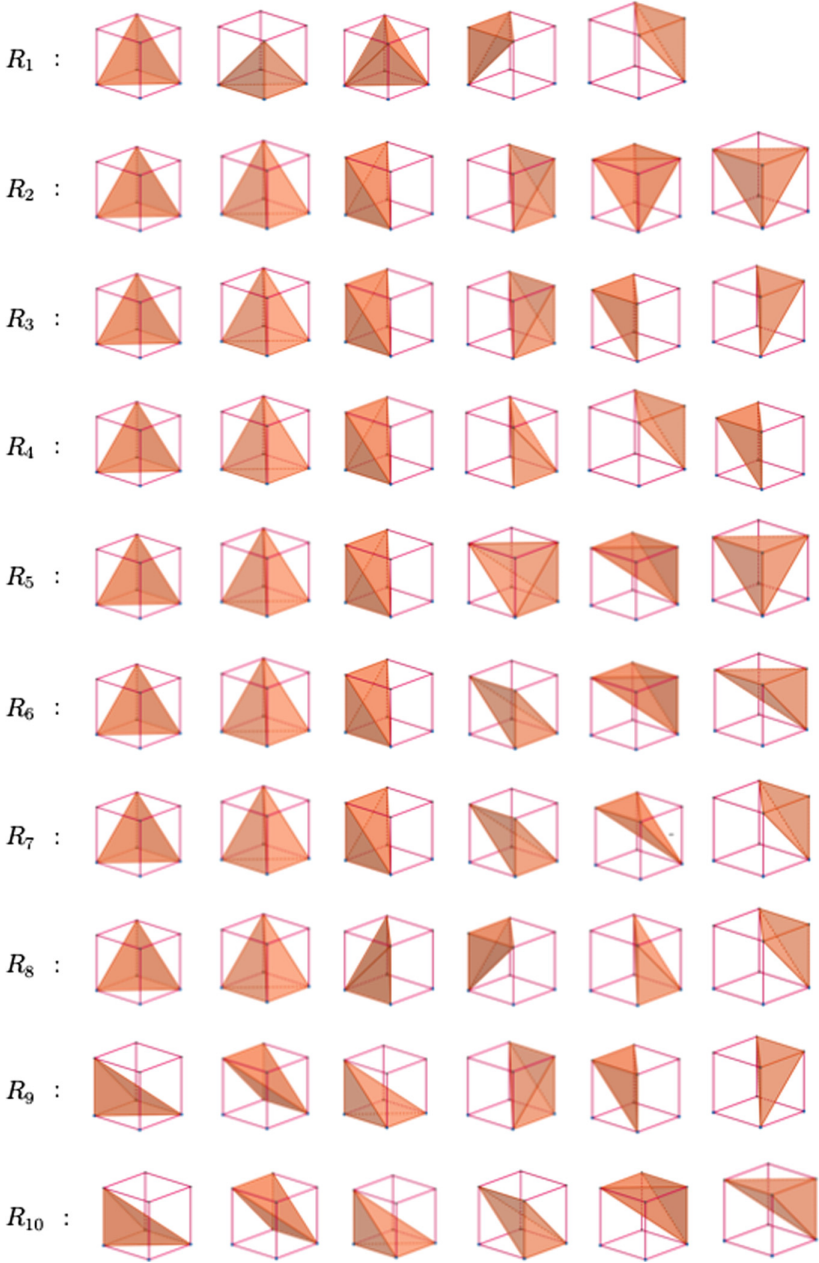 R₁ :
R₂ :
R₃ :
R₄ :
R₅ :
R₆ :
R₇ :
R₈ :
R₉ :
R₁₀ :